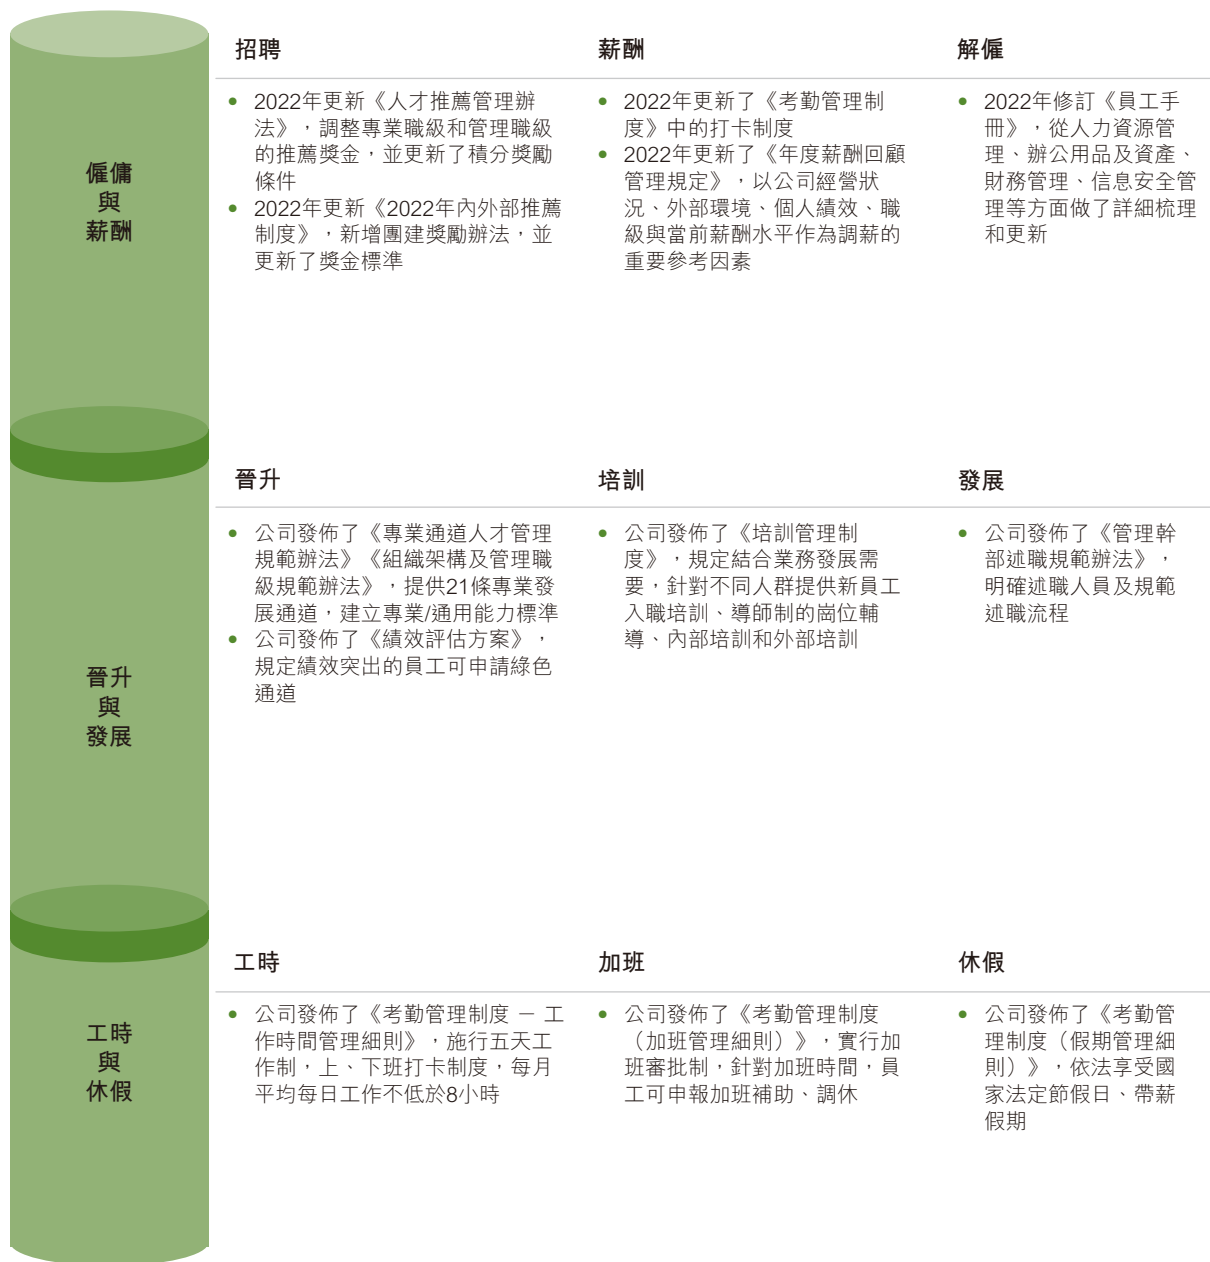 僱傭
與
薪酬
招聘
• 2022年更新《人才推薦管理辦
法》，調整專業職級和管理職級
的推薦獎金，並更新了積分獎勵
條件
• 2022年更新《2022年內外部推薦
制度》，新增團建獎勵辦法，並
更新了獎金標準
薪酬
• 2022年更新了《考勤管理制
度》中的打卡制度
• 2022年更新了《年度薪酬回顧
管理規定》，以公司經營狀
況、外部環境、個人績效、職
級與當前薪酬水平作為調薪的
重要參考因素
解僱
• 2022年修訂《員工手
冊》，從人力資源管
理、辦公用品及資產、
財務管理、信息安全管
理等方面做了詳細梳理
和更新
晉升
與
發展
晉升
• 公司發佈了《專業通道人才管理
規範辦法》《組織架構及管理職
級規範辦法》，提供21條專業發
展通道，建立專業/通用能力標準
• 公司發佈了《績效評估方案》，
規定績效突出的員工可申請綠色
通道
培訓
• 公司發佈了《培訓管理制
度》，規定結合業務發展需
要，針對不同人群提供新員工
入職培訓、導師制的崗位輔
導、內部培訓和外部培訓
發展
• 公司發佈了《管理幹
部述職規範辦法》，
明確述職人員及規範
述職流程
工時
與
休假
工時
• 公司發佈了《考勤管理制度 － 工
作時間管理細則》，施行五天工
作制，上、下班打卡制度，每月
平均每日工作不低於8小時
加班
• 公司發佈了《考勤管理制度
（加班管理細則）》，實行加
班審批制，針對加班時間，員
工可申報加班補助、調休
休假
• 公司發佈了《考勤管
理制度（假期管理細
則）》，依法享受國
家法定節假日、帶薪
假期